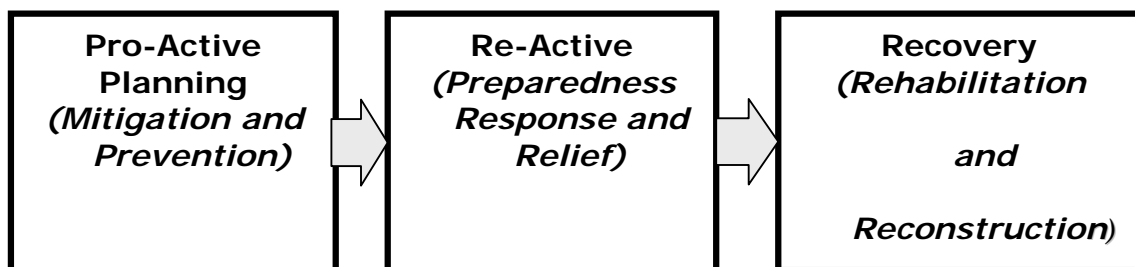 Pro-Active
Planning
(Mitigation and
Prevention)
Re-Active
(Preparedness
Response and
Relief)
Recovery
(Rehabilitation
and
Reconstruction)